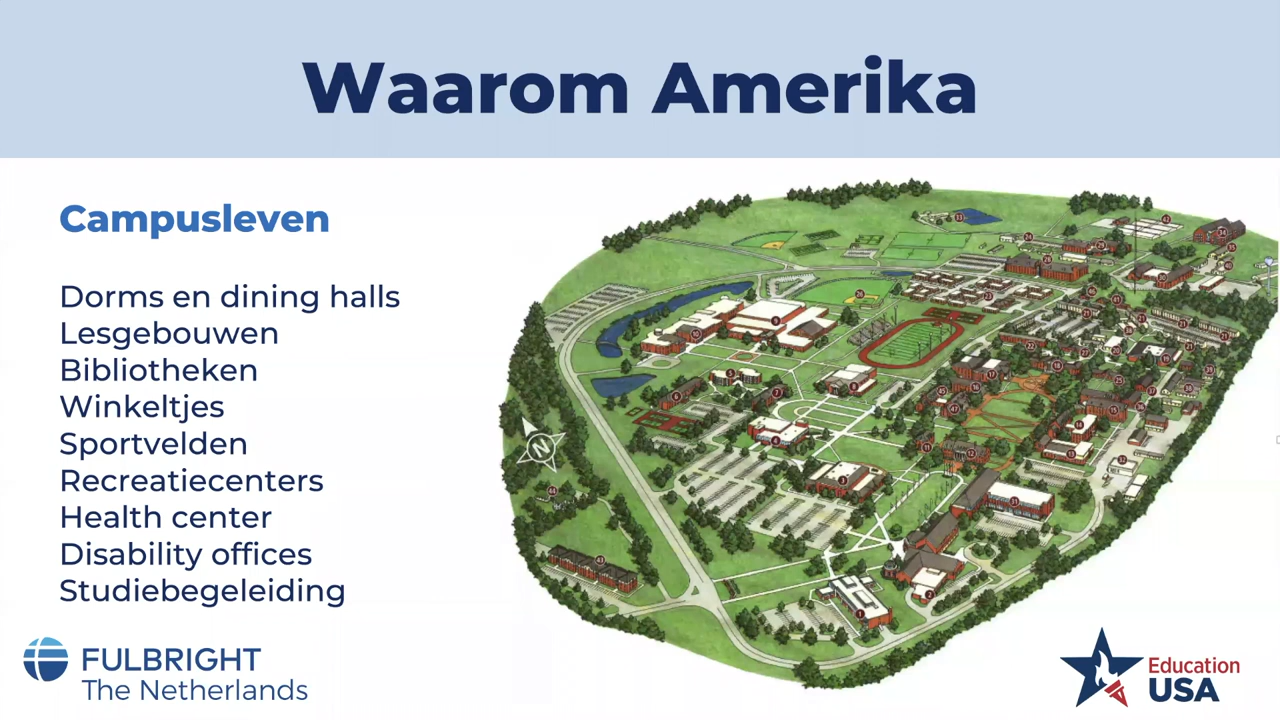 Waarom Amerika
Campusleven
Dorms en dining halls
Lesgebouwen
Bibliotheken
Winkeltjes
Sportvelden
Recreatiecenters
Health center
Disability offices
Studiebegeleiding
N
FULBRIGHT
The Netherlands
Education
USA